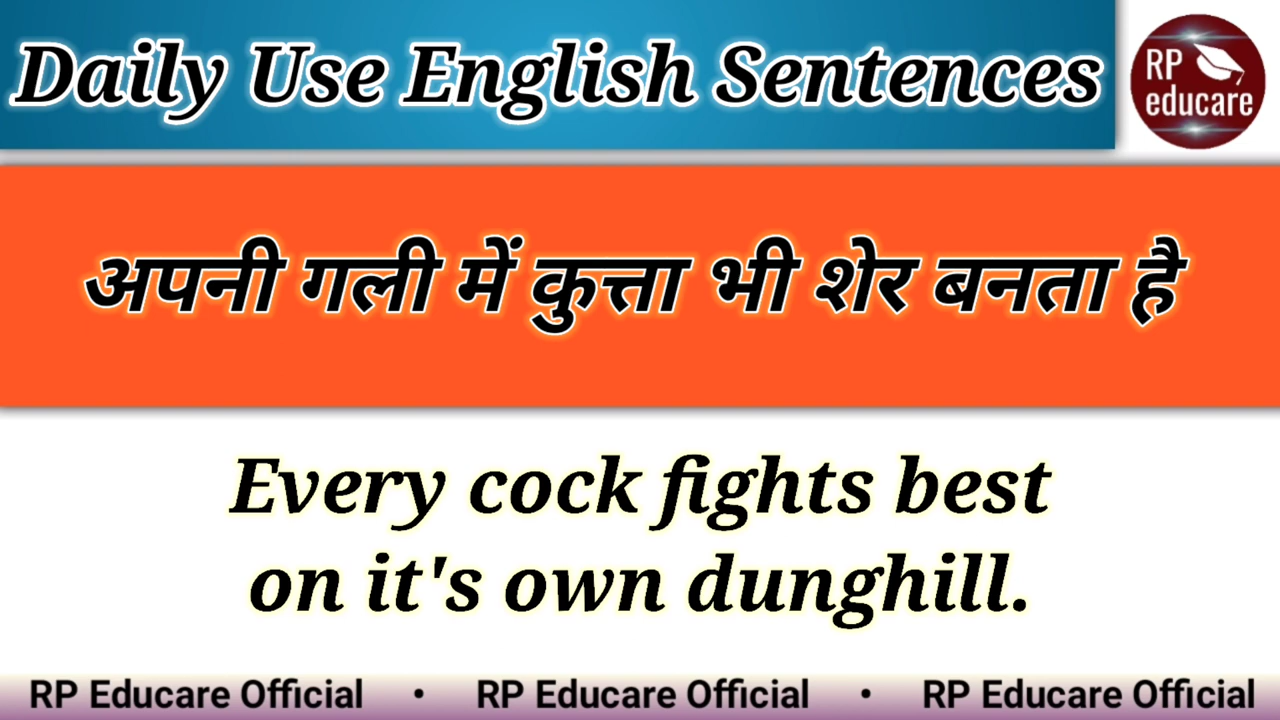 Daily Use English Sentences
RP
educare
अपनी गली में कुत्ता भी शेर बनता है
Every cock fights best
on it's own dunghill.
RP Educare Official • RP Educare Official • RP Educare Official